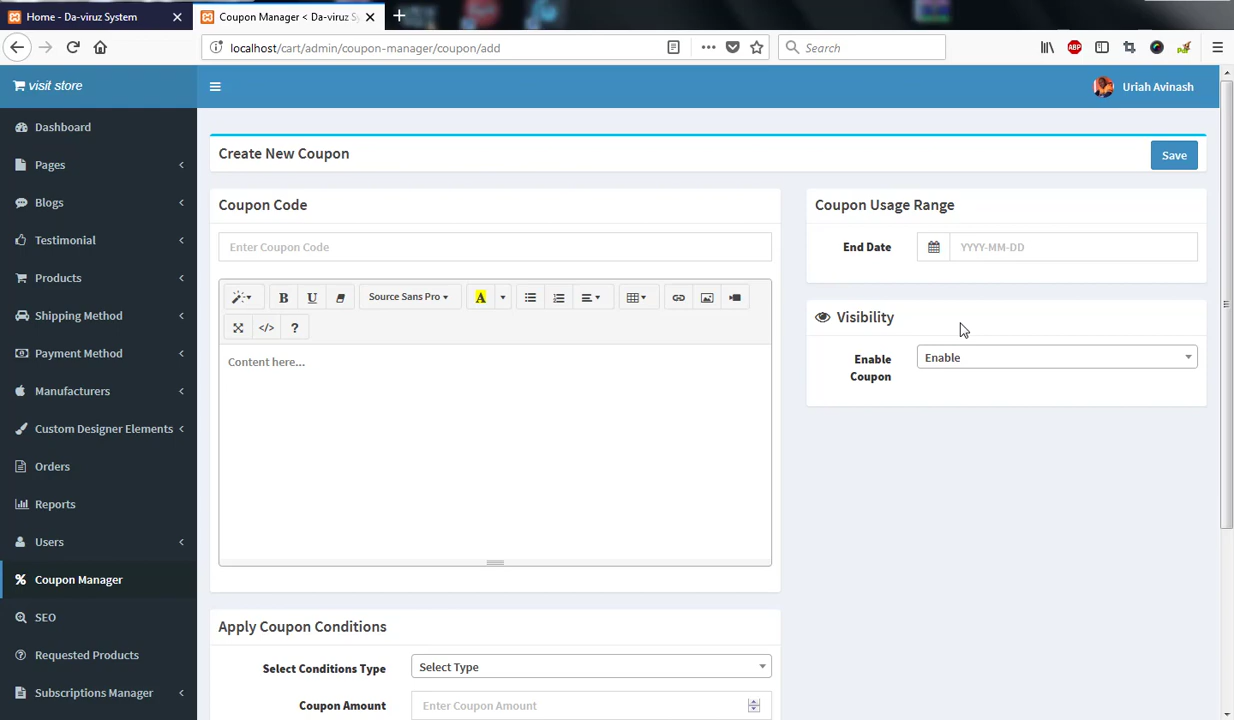 Home - Da-viruz System
Coupon Manager < Da-viruz Sy
localhost/cart/admin/coupon-manager/coupon/add
Search
ABP
visit store
Uriah Avinash
Dashboard
Pages
Blogs
Testimonial
Products
Shipping Method
Payment Method
Manufacturers
Custom Designer Elements
Orders
Reports
Users
Coupon Manager
SEO
Requested Products
Subscriptions Manager
Create New Coupon
Save
Coupon Code
Enter Coupon Code
B U Source Sans Pro A
</> ?
Content here...
Coupon Usage Range
End Date YYYY-MM-DD
Visibility
Enable Coupon Enable
Apply Coupon Conditions
Select Conditions Type Select Type
Coupon Amount Enter Coupon Amount